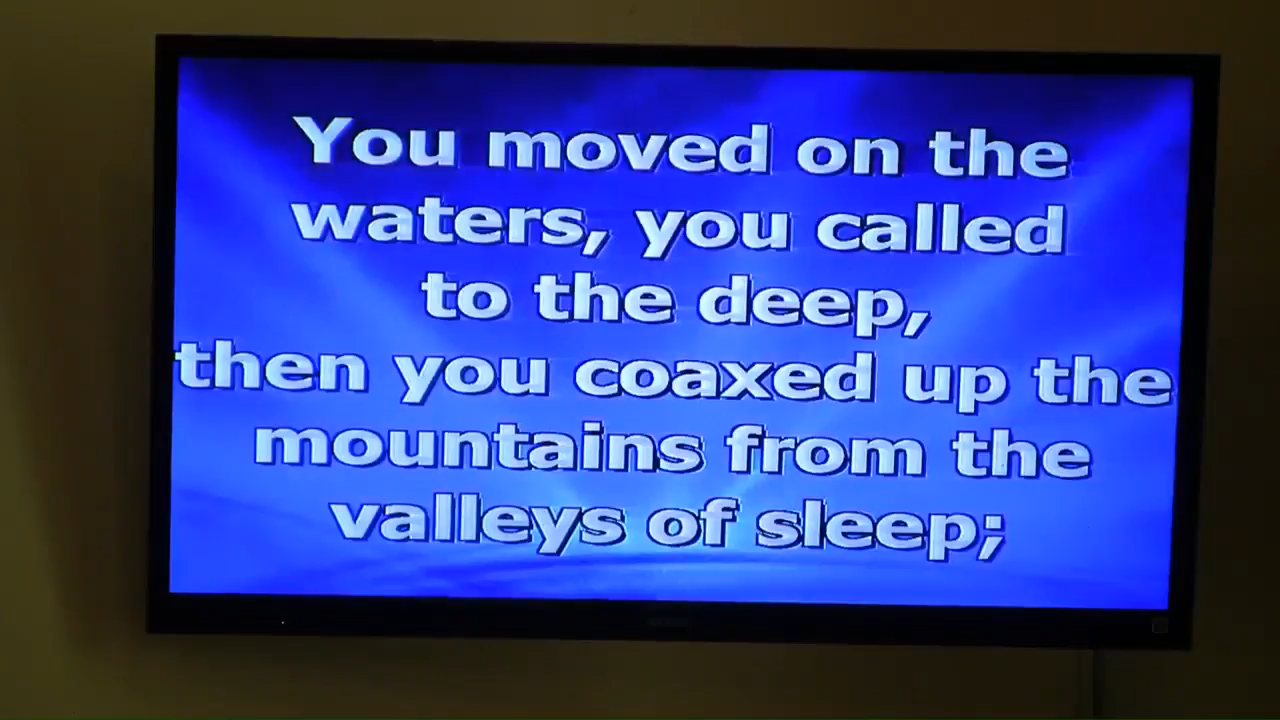 You moved on the
waters, you called
to the deep,
then you coaxed up the
mountains from the
valleys of sleep;